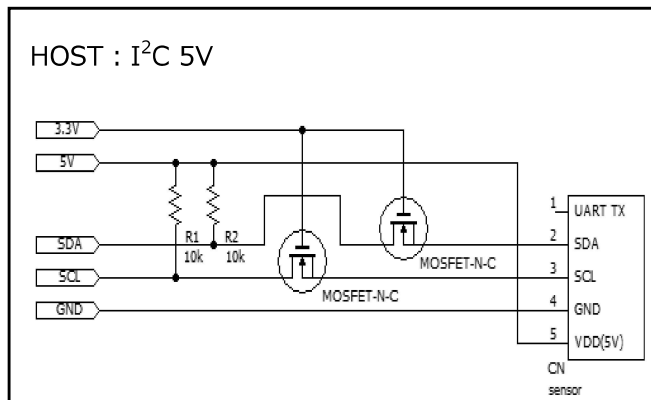 HOST : I²C 5V
3.3V
5V
1 UART TX
SDA R1 R2 2 SDA
10k 10k MOSFET-N-C
SCL 3 SCL
MOSFET-N-C
GND 4 GND
5 VDD(5V)
CN
sensor